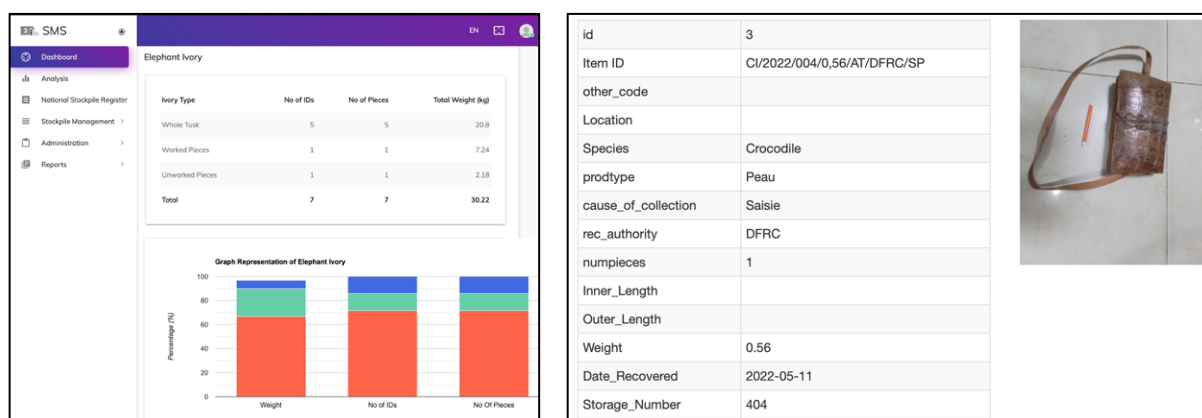 SMS
EN
Dashboard
Analysis
National Stockpile Register
Stockpile Management
Administration
Reports
Elephant Ivory
Ivory Type No of IDs No of Pieces Total Weight (kg)
Whole Tusk 5 5 20.8
Worked Pieces 1 1 7.24
Unworked Pieces 1 1 2.18
Total 7 7 30.22
Graph Representation of Elephant Ivory
Percentage (%)
100
80
60
40
20
0
Weight No of IDs No Of Pieces
id 3
Item ID CI/2022/004/0,56/AT/DFRC/SP
other_code
Location
Species Crocodile
prodtype Peau
cause_of_collection Saisie
rec_authority DFRC
numpieces 1
Inner_Length
Outer_Length
Weight 0.56
Date_Recovered 2022-05-11
Storage_Number 404